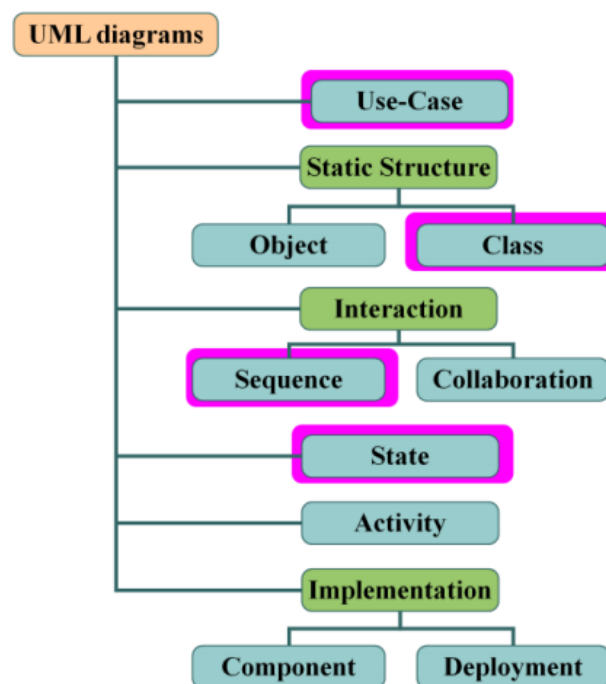 UML diagrams
Use-Case
Static Structure
Object
Class
Interaction
Sequence
Collaboration
State
Activity
Implementation
Component
Deployment